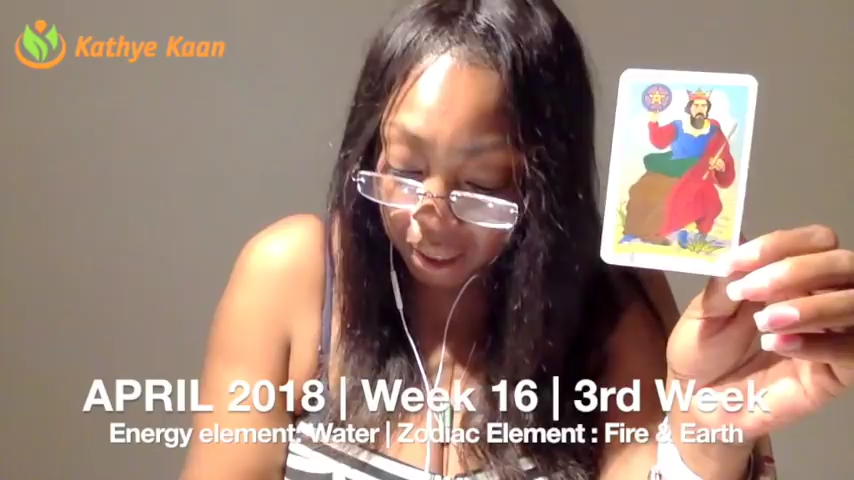 Kathye Kaan
APRIL 2018 | Week 16 | 3rd Week
Energy element: Water | Zodiac Element : Fire & Earth